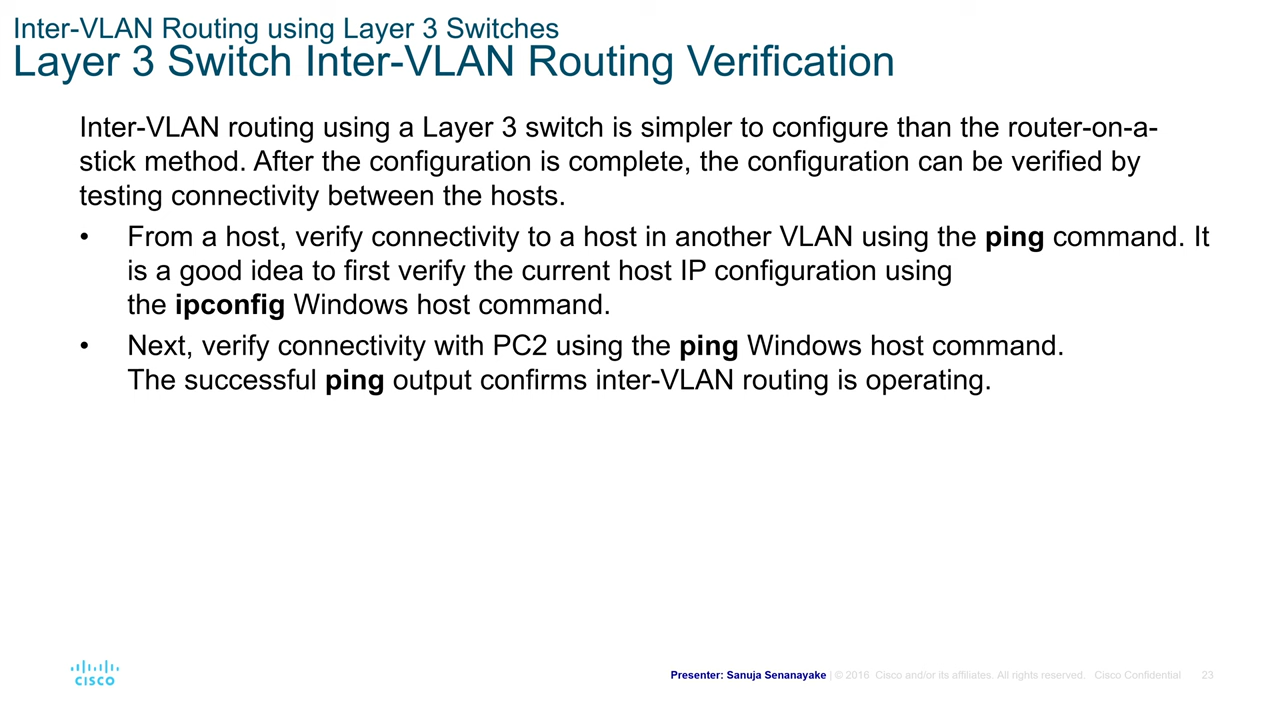 Inter-VLAN Routing using Layer 3 Switches
Layer 3 Switch Inter-VLAN Routing Verification
Inter-VLAN routing using a Layer 3 switch is simpler to configure than the router-on-a-
stick method. After the configuration is complete, the configuration can be verified by
testing connectivity between the hosts.
• From a host, verify connectivity to a host in another VLAN using the ping command. It
is a good idea to first verify the current host IP configuration using
the ipconfig Windows host command.
• Next, verify connectivity with PC2 using the ping Windows host command.
The successful ping output confirms inter-VLAN routing is operating.
CISCO
Presenter: Sanuja Senanayake | © 2016 Cisco and/or its affiliates. All rights reserved. Cisco Confidential 23